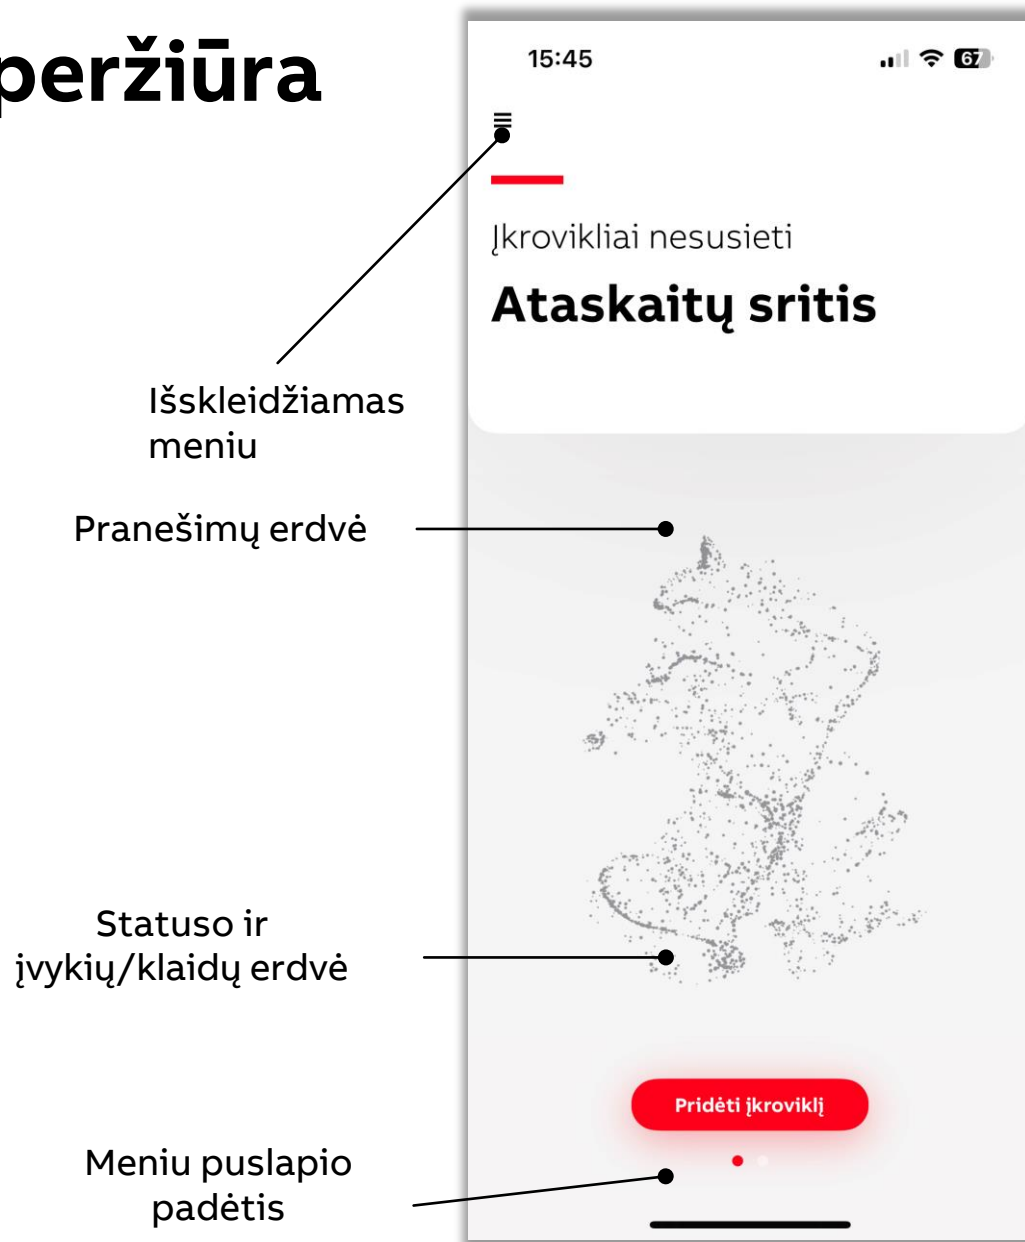 peržiūra
15:45
67
Įkrovikliai nesusieti
Ataskaitų sritis
Išskleidžiamas
meniu
Pranešimų erdvė
Statuso ir
įvykių/klaidų erdvė
Pridėti įkroviklį
Meniu puslapio
padėtis